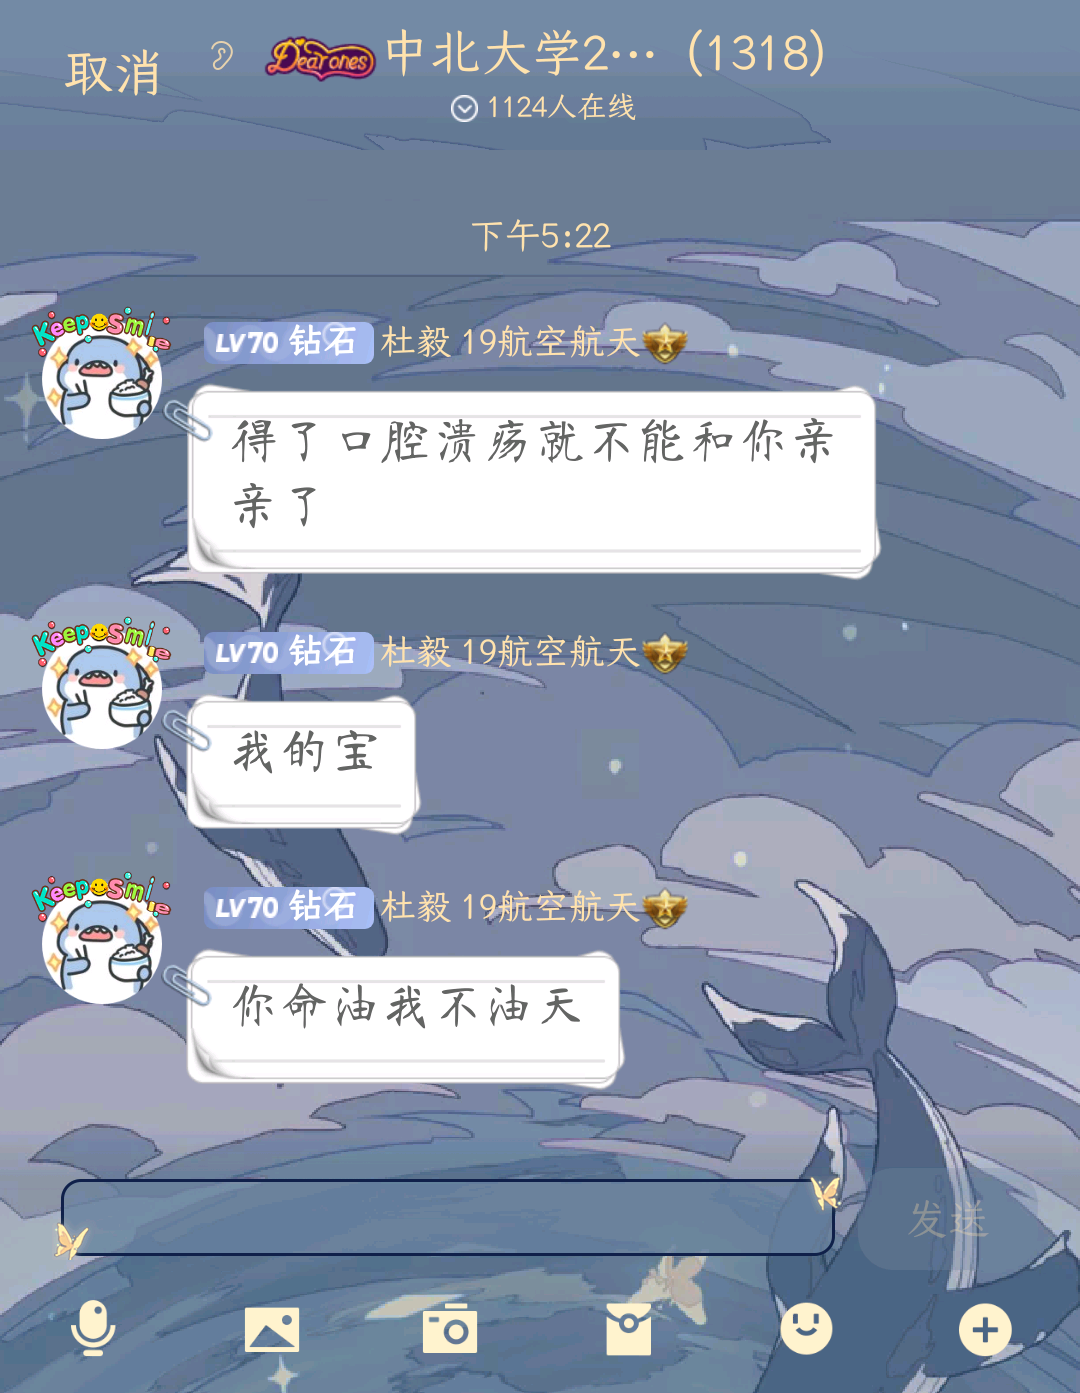 取消
Dear ones 中北大学2… (1318)
1124人在线
下午5:22
Keep Smile
LV70 钻石 杜毅 19航空航天
得了口腔溃疡就不能和你亲
亲了
Keep Smile
LV70 钻石 杜毅 19航空航天
我的宝
Keep Smile
LV70 钻石 杜毅 19航空航天
你命油我不油天
发送